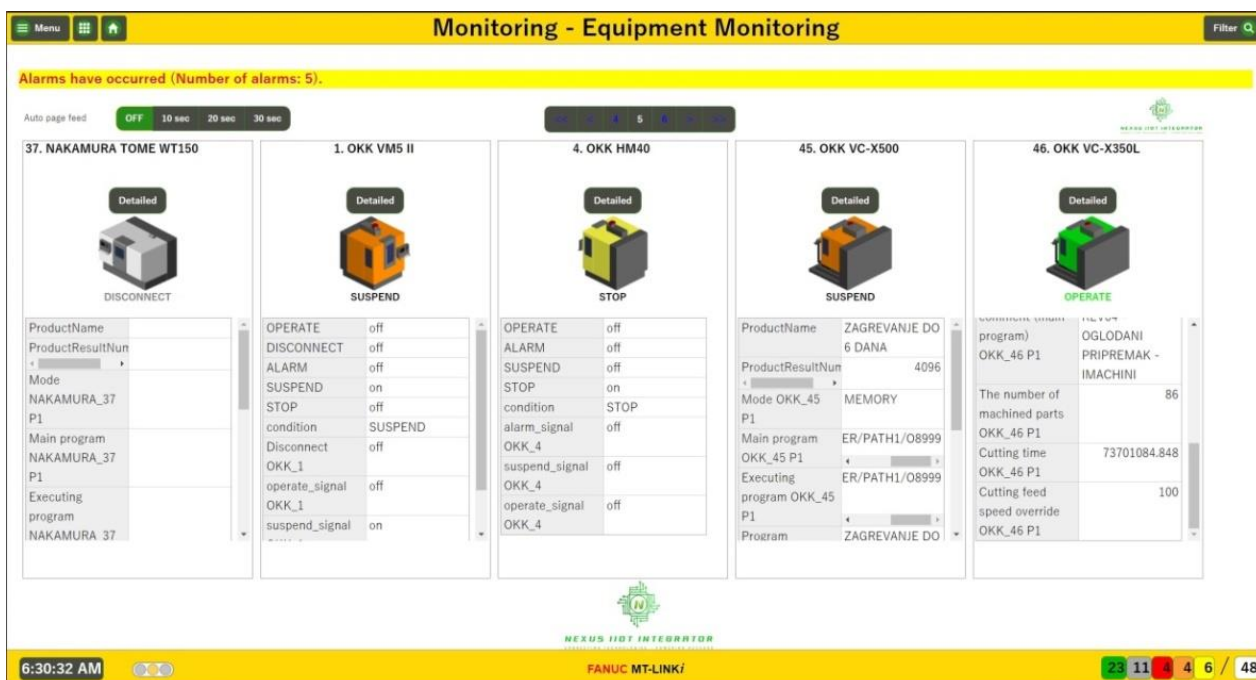 Menu
Monitoring - Equipment Monitoring
Filter
Alarms have occurred (Number of alarms: 5).
Auto page feed
OFF 10 sec 20 sec 30 sec
<< < 4 5 6 > >>
NEXUS IIOT INTEGRATOR
37. NAKAMURA TOME WT150
Detailed
DISCONNECT
ProductName
ProductResultNum
Mode
NAKAMURA_37
P1
Main program
NAKAMURA_37
P1
Executing
program
NAKAMURA_37
1. OKK VM5 II
Detailed
SUSPEND
OPERATE off
DISCONNECT off
ALARM off
SUSPEND on
STOP off
condition SUSPEND
Disconnect off
OKK_1
operate_signal off
OKK_1
suspend_signal on
4. OKK HM40
Detailed
STOP
OPERATE off
ALARM off
SUSPEND off
STOP on
condition STOP
alarm_signal off
OKK_4
suspend_signal off
OKK_4
operate_signal off
OKK_4
45. OKK VC-X500
Detailed
SUSPEND
ProductName ZAGREVANJE DO
6 DANA
ProductResultNum 4096
Mode OKK_45 MEMORY
P1
Main program ER/PATH1/O8999
OKK_45 P1
Executing ER/PATH1/O8999
program OKK_45
P1
Program ZAGREVANJE DO
46. OKK VC-X350L
Detailed
OPERATE
program) OGLODANI
OKK_46 P1 PRIPREMAK -
IMACHINI
The number of 86
machined parts
OKK_46 P1
Cutting time 73701084.848
OKK_46 P1
Cutting feed 100
speed override
OKK_46 P1
NEXUS IIOT INTEGRATOR
6:30:32 AM
FANUC MT-LINKi
23 11 4 4 6 / 48